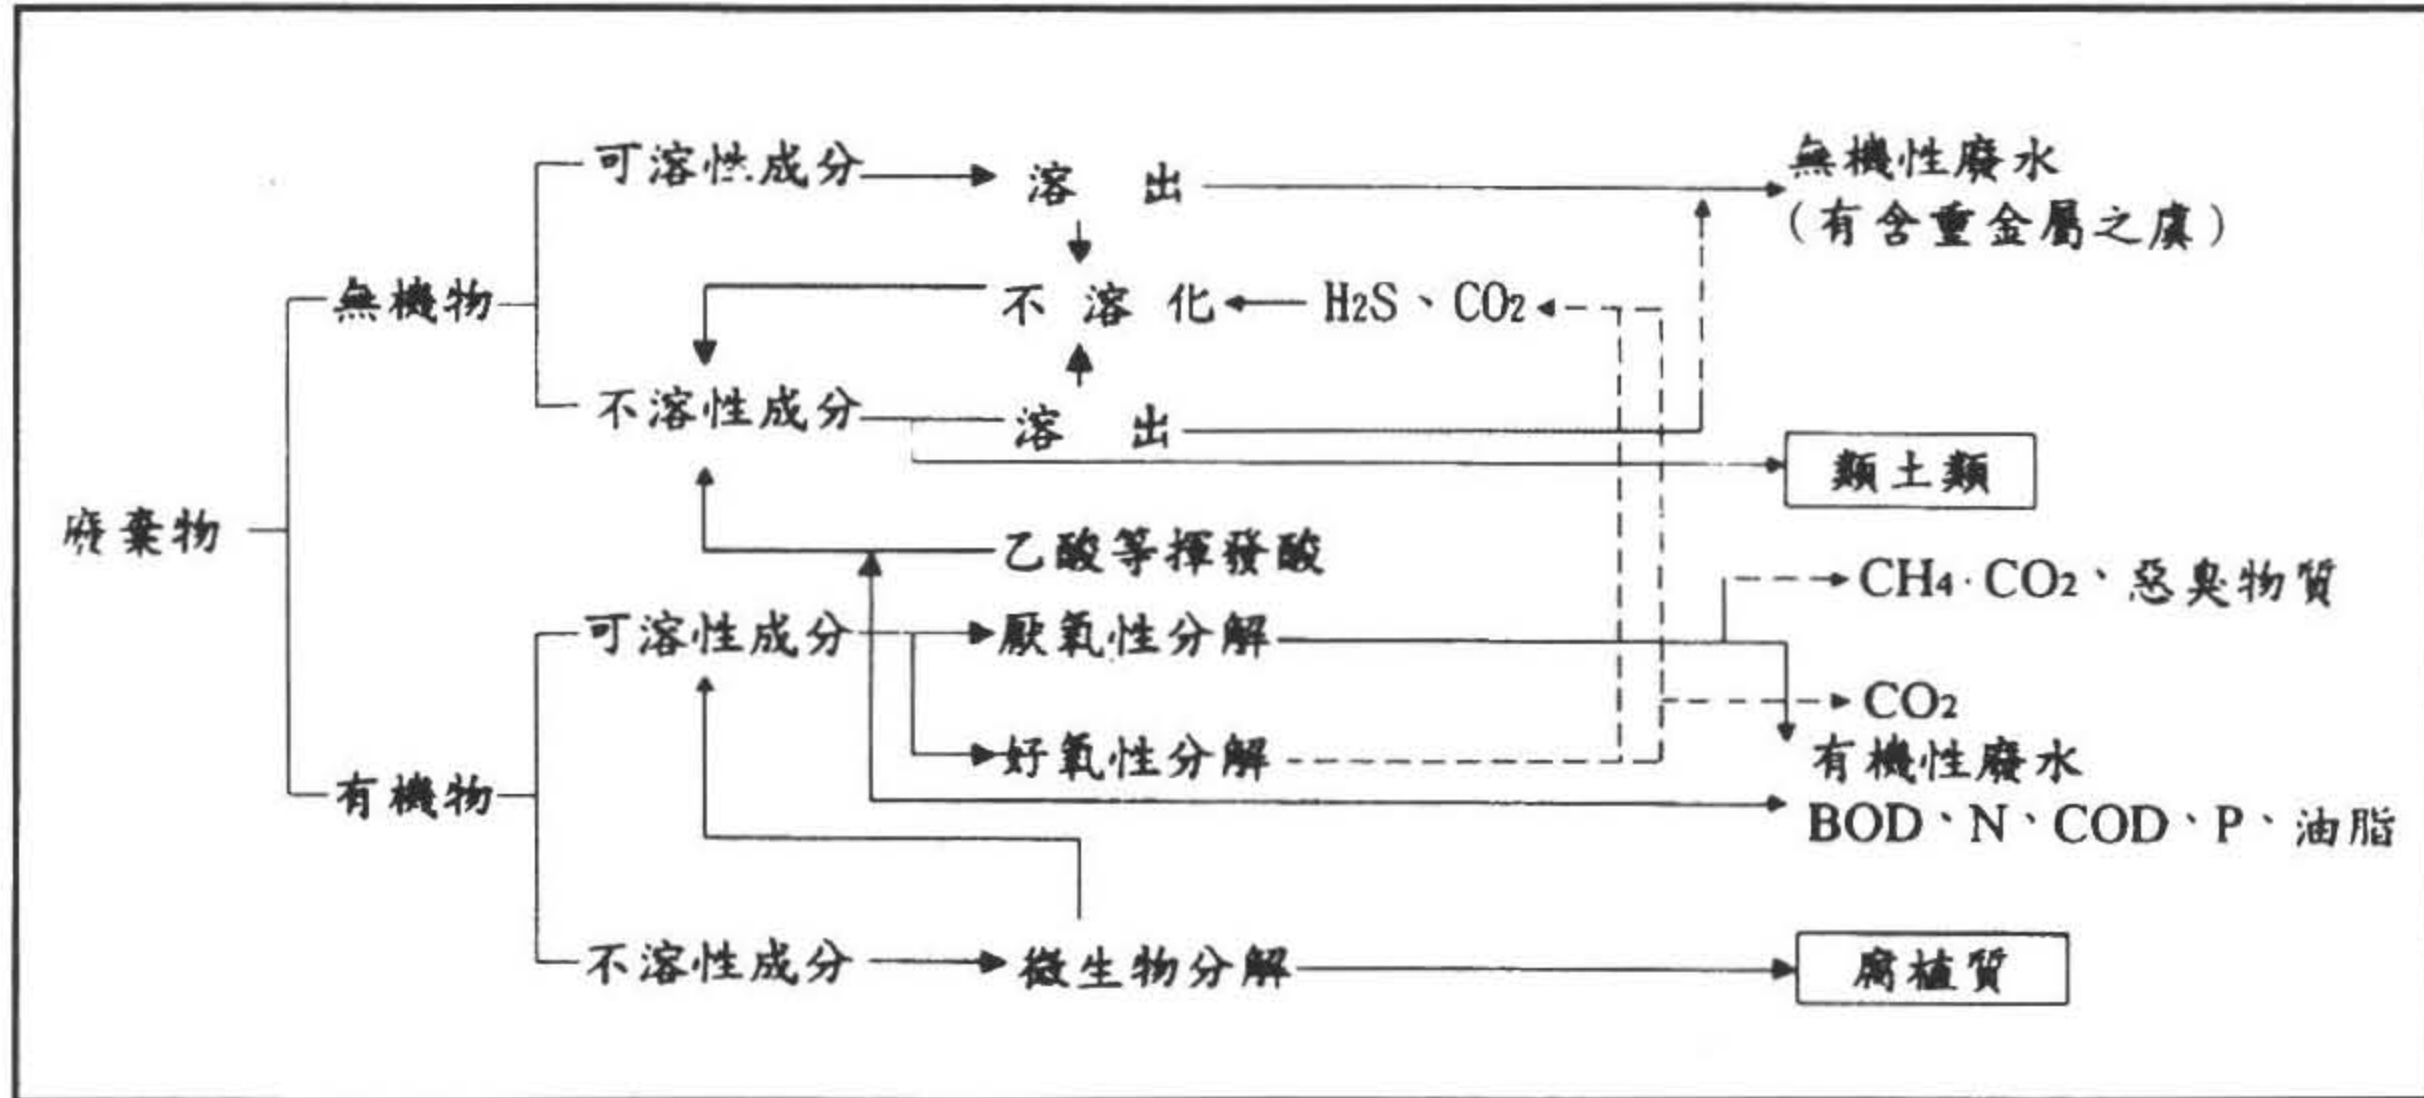 可溶性成分
溶 出
無機性廢水
(有含重金屬之虞)
無機物
不 溶 化
H2S、CO2
不溶性成分
溶 出
類土類
廢棄物
乙酸等揮發酸
CH4·CO2、惡臭物質
可溶性成分
厭氧性分解
CO2
好氧性分解
有機性廢水
有機物
BOD、N、COD、P、油脂
不溶性成分
微生物分解
腐植質